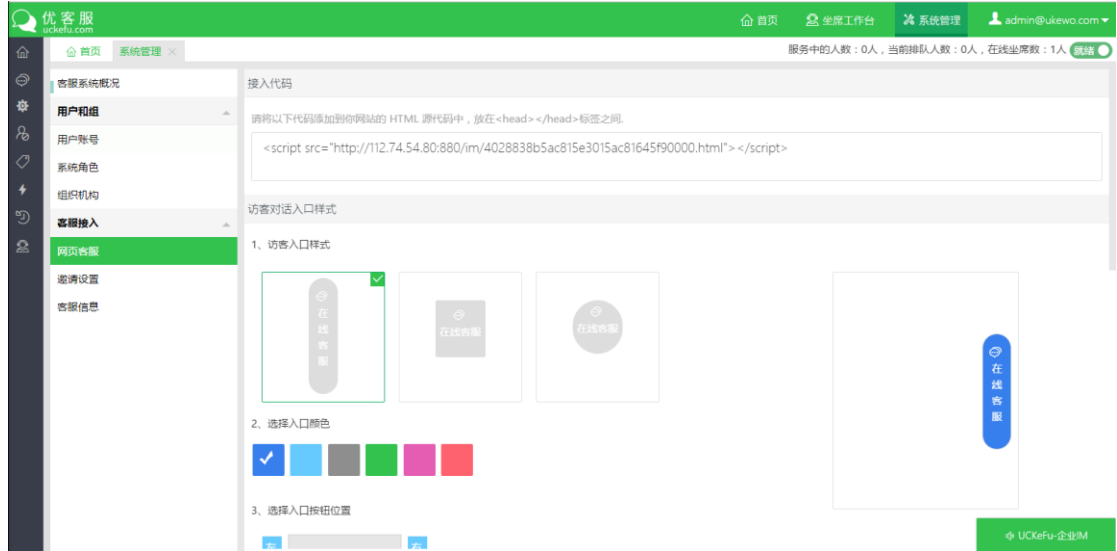 优客服
uckefu.com
首页 坐席工作台 系统管理 admin@ukewo.com
首页 系统管理
服务中的人数：0人，当前排队人数：0人，在线坐席数：1人 就绪
客服系统概况
用户和组
用户账号
系统角色
组织机构
客服接入
网页客服
邀请设置
客服信息
接入代码
请将以下代码添加到你网站的 HTML 源代码中，放在<head></head>标签之间.
<script src="http://112.74.54.80:880/im/4028838b5ac815e3015ac81645f90000.html"></script>
访客对话入口样式
1、访客入口样式
在线客服
在线客服
在线客服
在线客服
2、选择入口颜色
3、选择入口按钮位置
左 右
UCKeFu-企业IM